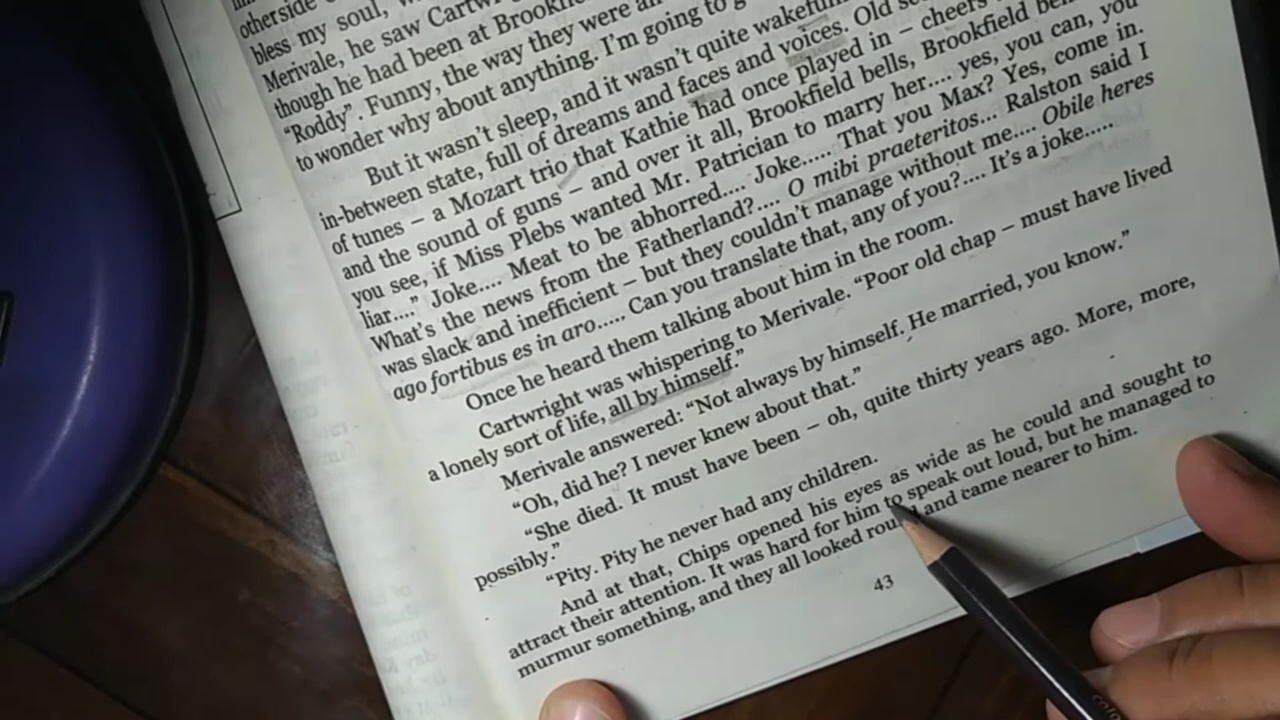 other side
bless my soul,
Merivale, he saw
though he had been at
"Roddy". Funny, the way they were
to wonder why about anything. I'm going to
But it wasn't sleep, and it wasn't quite
in-between state, full of dreams and faces and voices. Old
of tunes – a Mozart trio that Kathie had once played in – cheers
and the sound of guns – and over it all, Brookfield bells, Brookfield
you see, if Miss Plebs wanted Mr. Patrician to marry her.... yes, you can, you
liar...." Joke.... Meat to be abhorred.... Joke..... That you Max? Yes, come in.
What's the news from the Fatherland?.... O mibi praeteritos... Ralston said I
was slack and inefficient – but they couldn't manage without me.... Obile heres
ago fortibus es in aro..... Can you translate that, any of you?.... It's a joke.....
Once he heard them talking about him in the room.
Cartwright was whispering to Merivale. "Poor old chap – must have lived
a lonely sort of life, all by himself."
Merivale answered: "Not always by himself. He married, you know."
"Oh, did he? I never knew about that."
"She died. It must have been – oh, quite thirty years ago. More, more,
possibly."
"Pity. Pity he never had any children.
And at that, Chips opened his eyes as wide as he could and sought to
attract their attention. It was hard for him to speak out loud, but he managed to
murmur something, and they all looked round and came nearer to him.
43